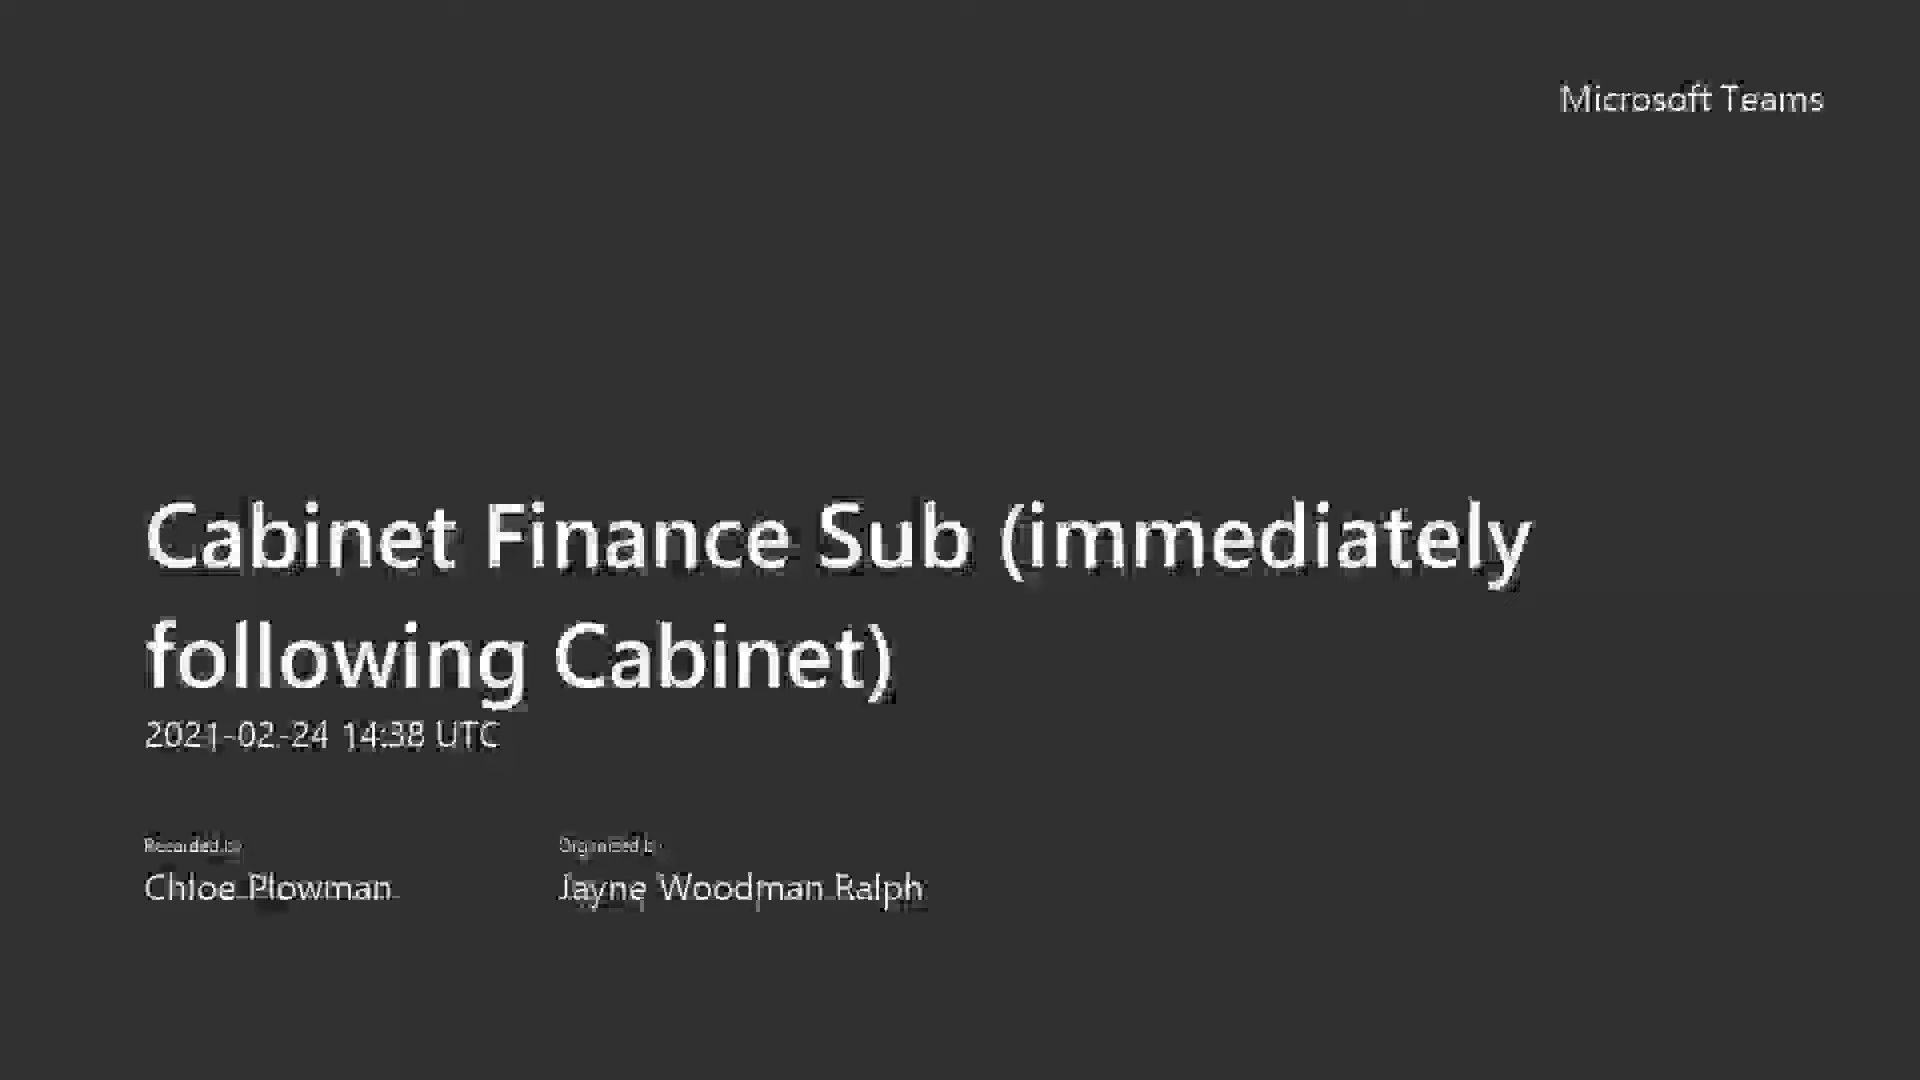 Microsoft Teams
Cabinet Finance Sub (immediately
following Cabinet)
2021-02-24 14:38 UTC
Recorded by
Organized by
Chloe Plowman
Jayne Woodman Ralph